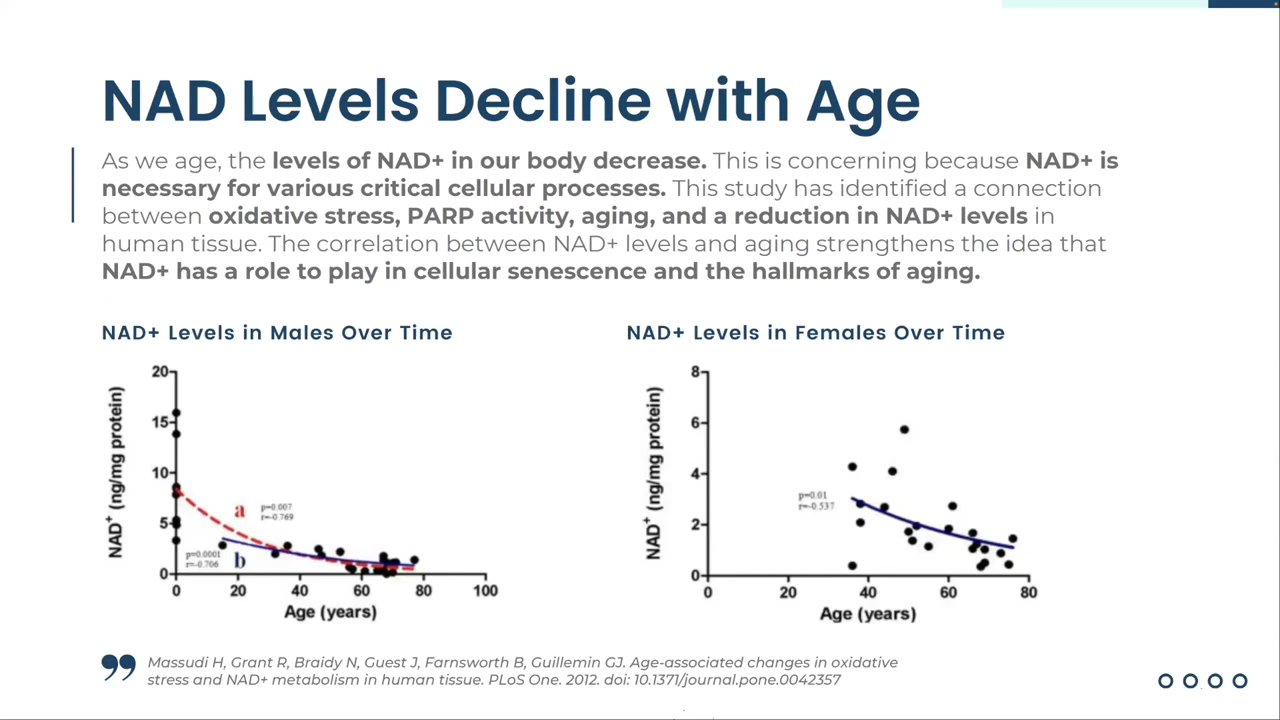 NAD Levels Decline with Age
As we age, the levels of NAD+ in our body decrease. This is concerning because NAD+ is
necessary for various critical cellular processes. This study has identified a connection
between oxidative stress, PARP activity, aging, and a reduction in NAD+ levels in
human tissue. The correlation between NAD+ levels and aging strengthens the idea that
NAD+ has a role to play in cellular senescence and the hallmarks of aging.
NAD+ Levels in Males Over Time
NAD⁺ (ng/mg protein)
20
15
10
5
0
a
p=0.007
r=-0.769
p=0.0001
r=-0.706
b
0 20 40 60 80 100
Age (years)
NAD+ Levels in Females Over Time
NAD⁺ (ng/mg protein)
8
6
4
2
0
p=0.01
r=-0.537
0 20 40 60 80
Age (years)
Massudi H, Grant R, Braidy N, Guest J, Farnsworth B, Guillemin GJ. Age-associated changes in oxidative
stress and NAD+ metabolism in human tissue. PLoS One. 2012. doi: 10.1371/journal.pone.0042357